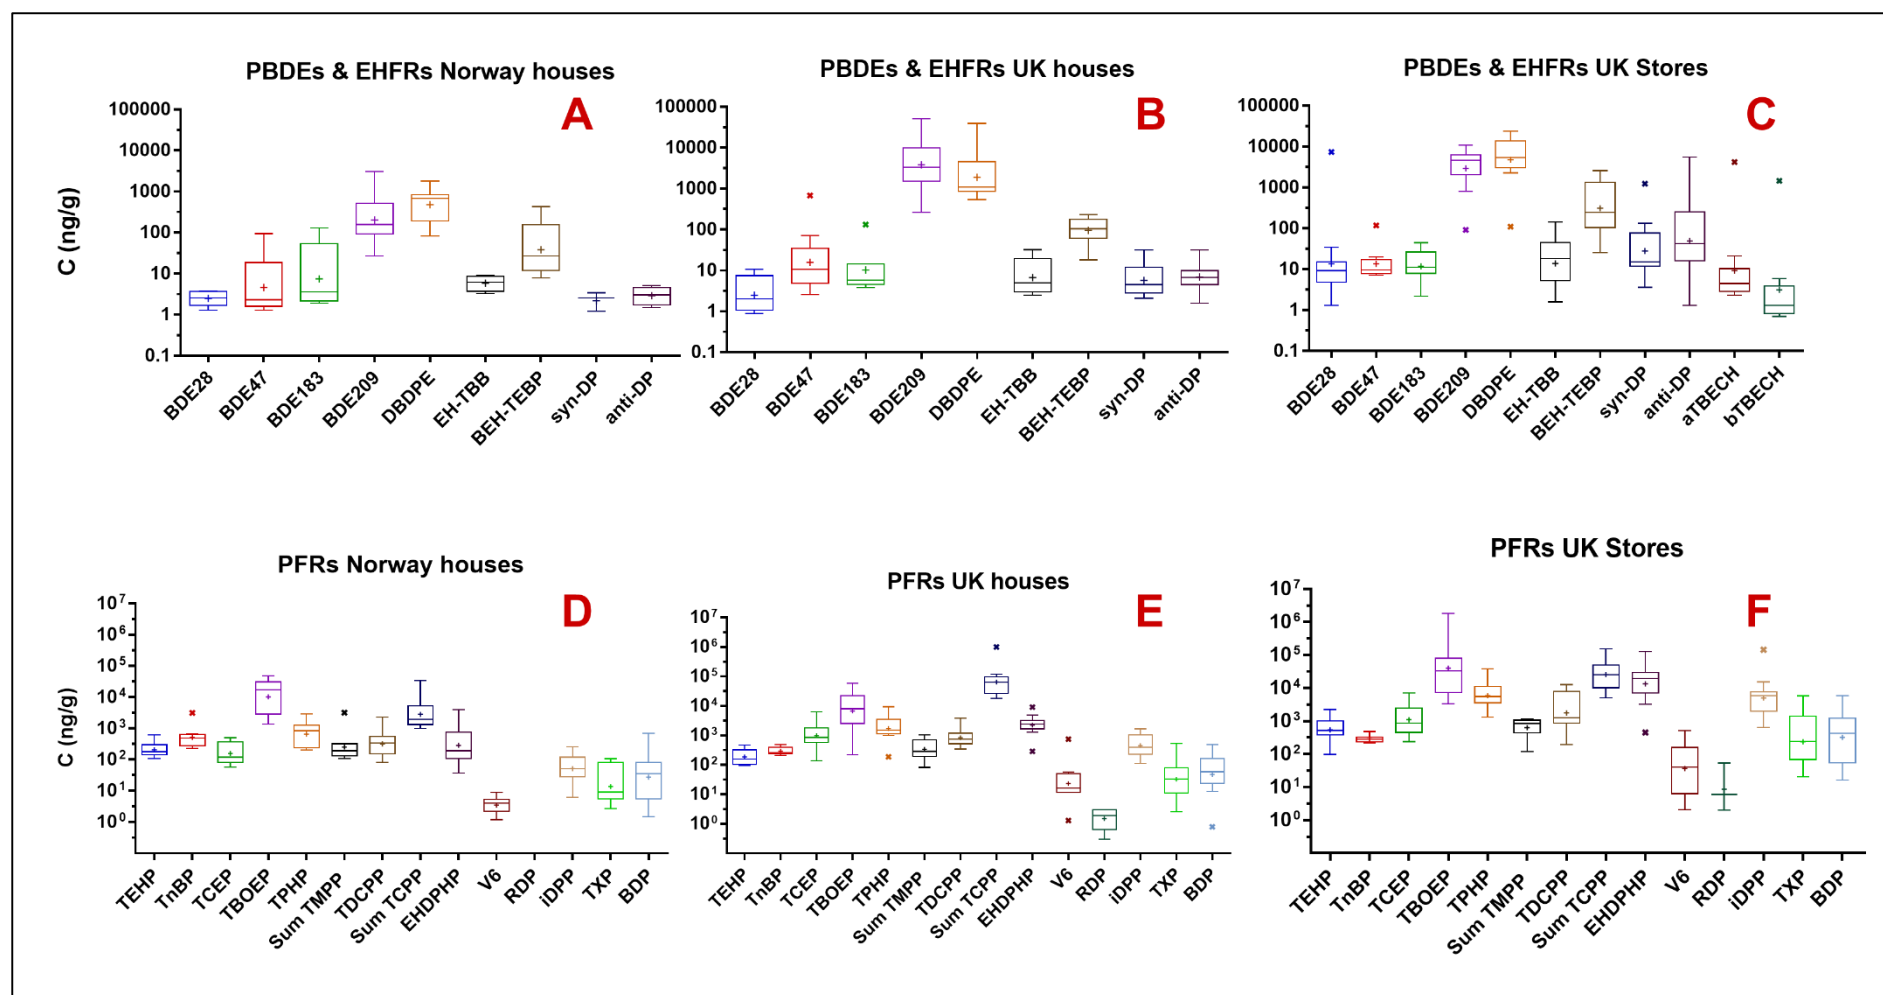 PBDEs & EHFRs Norway houses
A
C (ng/g)
100000
10000
1000
100
10
1
0.1
BDE28
BDE47
BDE183
BDE209
DBDPE
EH-TBB
BEH-TEBP
syn-DP
anti-DP
PBDEs & EHFRs UK houses
B
100000
10000
1000
100
10
1
0.1
BDE28
BDE47
BDE183
BDE209
DBDPE
EH-TBB
BEH-TEBP
syn-DP
anti-DP
PBDEs & EHFRs UK Stores
C
100000
10000
1000
100
10
1
0.1
BDE28
BDE47
BDE183
BDE209
DBDPE
EH-TBB
BEH-TEBP
syn-DP
anti-DP
aTBECH
bTBECH
PFRs Norway houses
D
C (ng/g)
10⁷
10⁶
10⁵
10⁴
10³
10²
10¹
10⁰
TEHP
TnBP
TCEP
TBOEP
TPHP
Sum TMPP
TDCPP
Sum TCPP
EHDPHP
V6
RDP
iDPP
TXP
BDP
PFRs UK houses
E
10⁷
10⁶
10⁵
10⁴
10³
10²
10¹
10⁰
TEHP
TnBP
TCEP
TBOEP
TPHP
Sum TMPP
TDCPP
Sum TCPP
EHDPHP
V6
RDP
iDPP
TXP
BDP
PFRs UK Stores
F
10⁷
10⁶
10⁵
10⁴
10³
10²
10¹
10⁰
TEHP
TnBP
TCEP
TBOEP
TPHP
Sum TMPP
TDCPP
Sum TCPP
EHDPHP
V6
RDP
iDPP
TXP
BDP